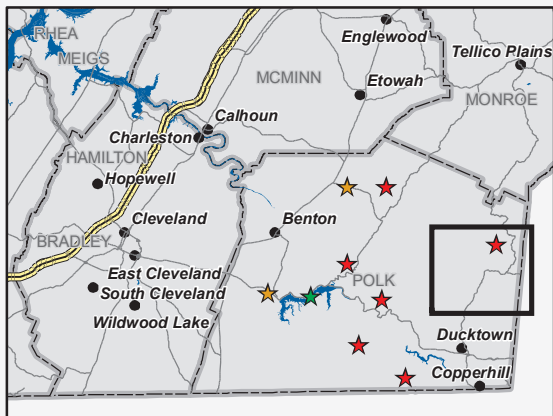 RHEA
Englewood
Tellico Plains
MEIGS
MCMINN
Etowah
MONROE
Calhoun
Charleston
HAMILTON
Hopewell
Cleveland
Benton
BRADLEY
East Cleveland
POLK
South Cleveland
Wildwood Lake
Ducktown
Copperhill